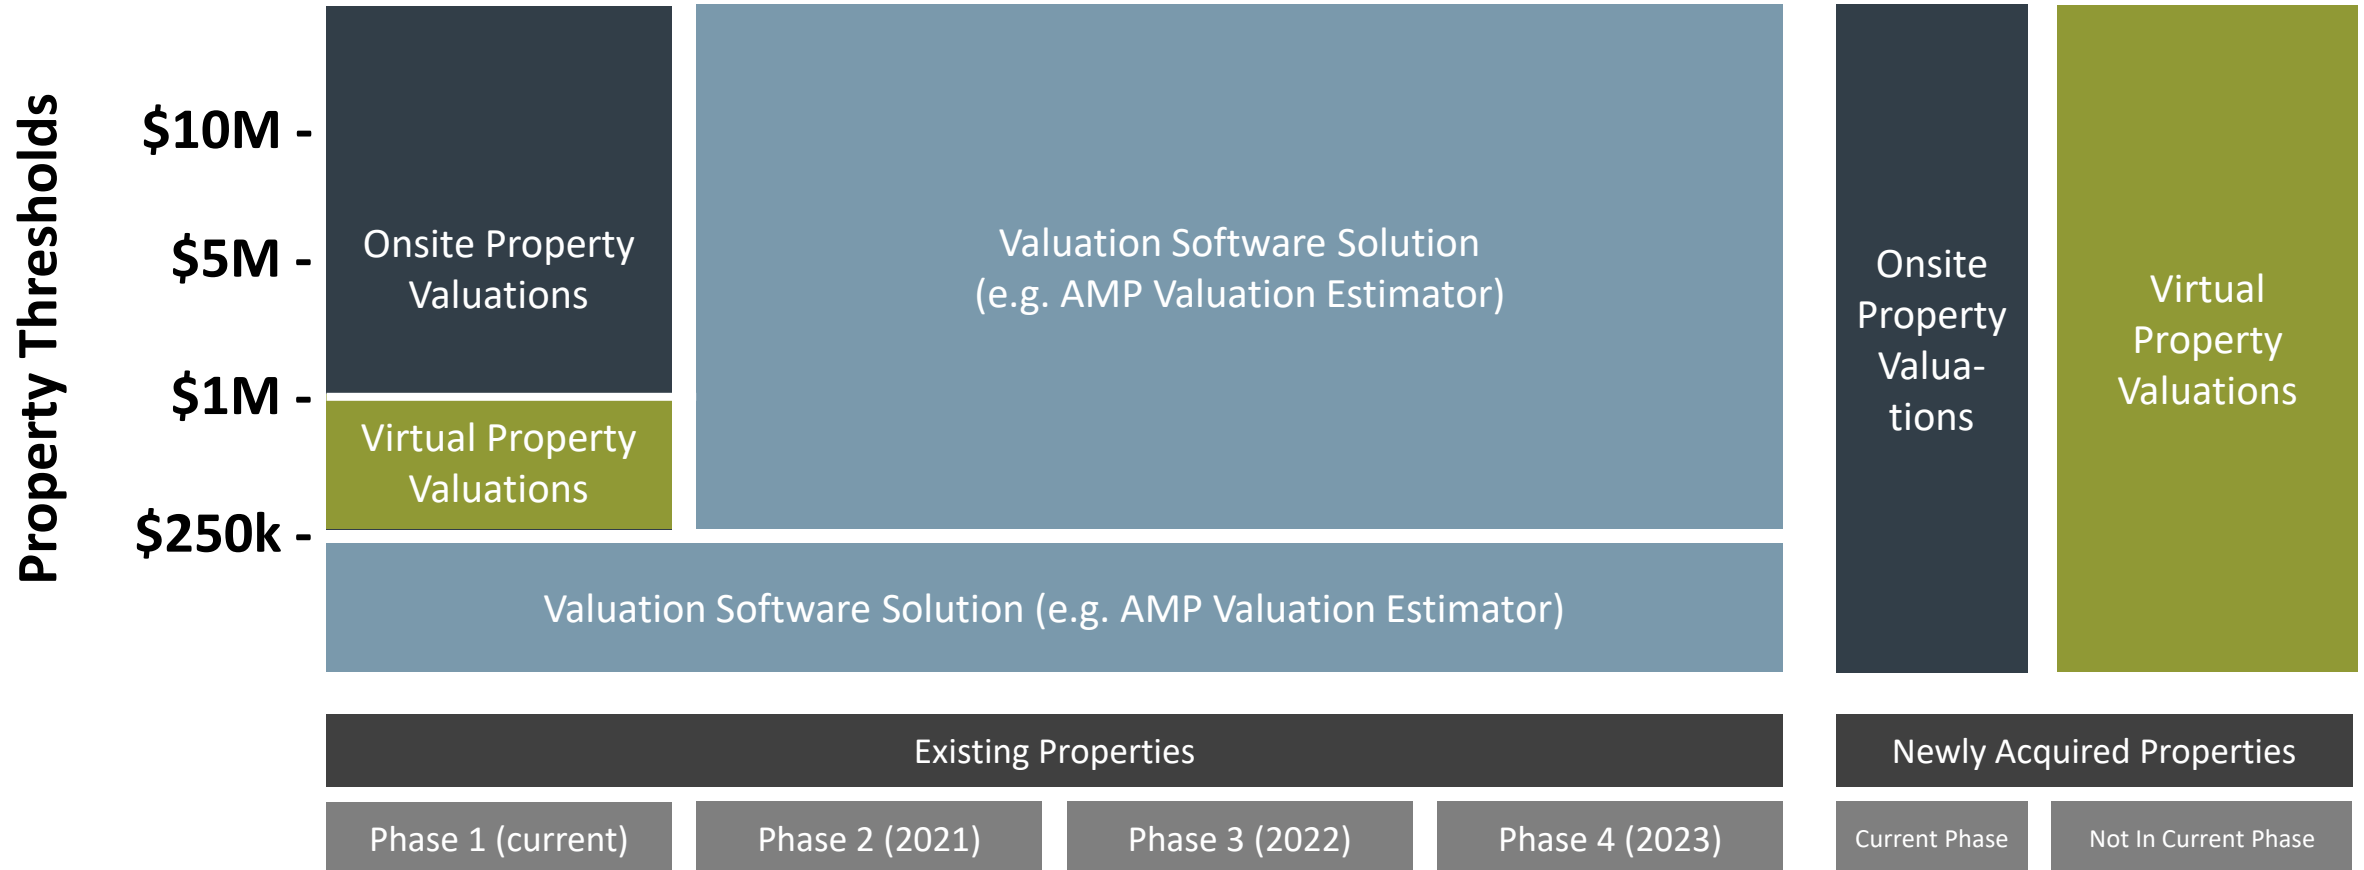 Property Thresholds
$10M -
$5M -
$1M -
$250k -
Onsite Property
Valuations
Virtual Property
Valuations
Valuation Software Solution
(e.g. AMP Valuation Estimator)
Valuation Software Solution (e.g. AMP Valuation Estimator)
Onsite
Property
Valua-
tions
Virtual
Property
Valuations
Existing Properties
Newly Acquired Properties
Phase 1 (current)
Phase 2 (2021)
Phase 3 (2022)
Phase 4 (2023)
Current Phase
Not In Current Phase